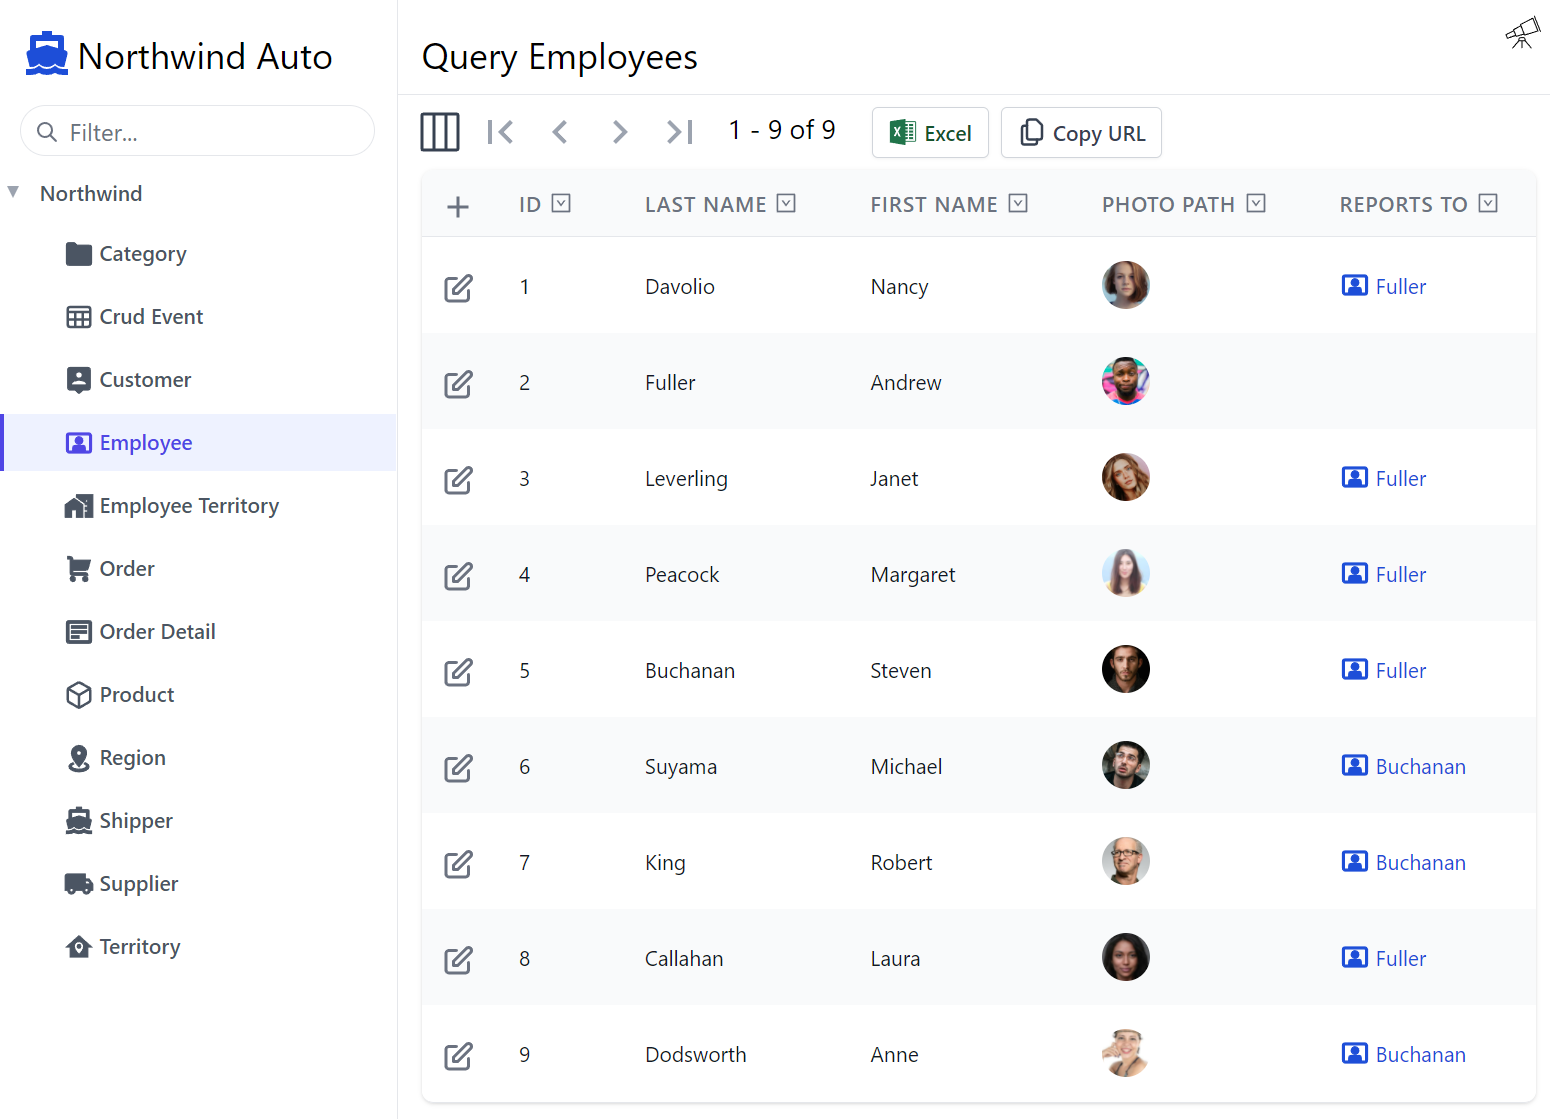 Northwind Auto
Filter...
Northwind
Category
Crud Event
Customer
Employee
Employee Territory
Order
Order Detail
Product
Region
Shipper
Supplier
Territory
Query Employees
1 - 9 of 9 Excel Copy URL
ID LAST NAME FIRST NAME PHOTO PATH REPORTS TO
1 Davolio Nancy Fuller
2 Fuller Andrew
3 Leverling Janet Fuller
4 Peacock Margaret Fuller
5 Buchanan Steven Fuller
6 Suyama Michael Buchanan
7 King Robert Buchanan
8 Callahan Laura Fuller
9 Dodsworth Anne Buchanan